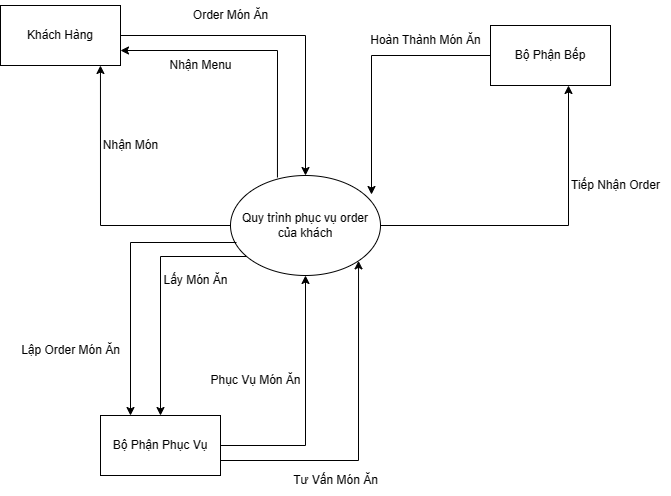 Order Món Ăn
Khách Hàng
Hoàn Thành Món Ăn
Bộ Phận Bếp
Nhận Menu
Nhận Món
Tiếp Nhận Order
Quy trình phục vụ order
của khách
Lấy Món Ăn
Lập Order Món Ăn
Phục Vụ Món Ăn
Bộ Phận Phục Vụ
Tư Vấn Món Ăn